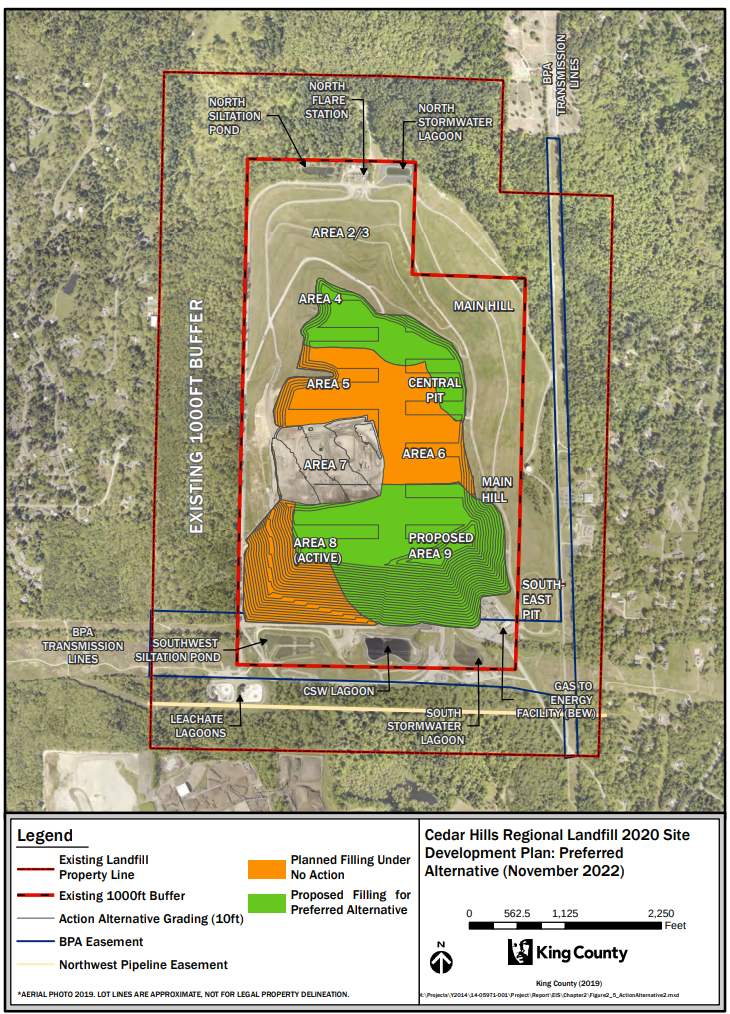 BPA
TRANSMISSION
LINES
NORTH
FLARE
STATION
NORTH
SILTATION
POND
NORTH
STORMWATER
LAGOON
AREA 2/3
AREA 4
MAIN HILL
EXISTING 1000FT BUFFER
AREA 5
CENTRAL
PIT
AREA 6
AREA 7
MAIN
HILL
AREA 8
(ACTIVE)
PROPOSED
AREA 9
SOUTH-
EAST
PIT
BPA
TRANSMISSION
LINES
SOUTHWEST
SILTATION POND
CSW LAGOON
GAS TO
ENERGY
FACILITY (BEW)
LEACHATE
LAGOONS
SOUTH
STORMWATER
LAGOON
Legend
Existing Landfill
Property Line
Existing 1000ft Buffer
Action Alternative Grading (10ft)
BPA Easement
Northwest Pipeline Easement
Planned Filling Under
No Action
Proposed Filling for
Preferred Alternative
*AERIAL PHOTO 2019. LOT LINES ARE APPROXIMATE, NOT FOR LEGAL PROPERTY DELINEATION.
Cedar Hills Regional Landfill 2020 Site
Development Plan: Preferred
Alternative (November 2022)
0 562.5 1,125 2,250
Feet
N
King County
King County (2019)
K:\Projects\Y2014\14-05971-001\Project\Report\EIS\Chapter2\Figure2_5_ActionAlternative2.mxd